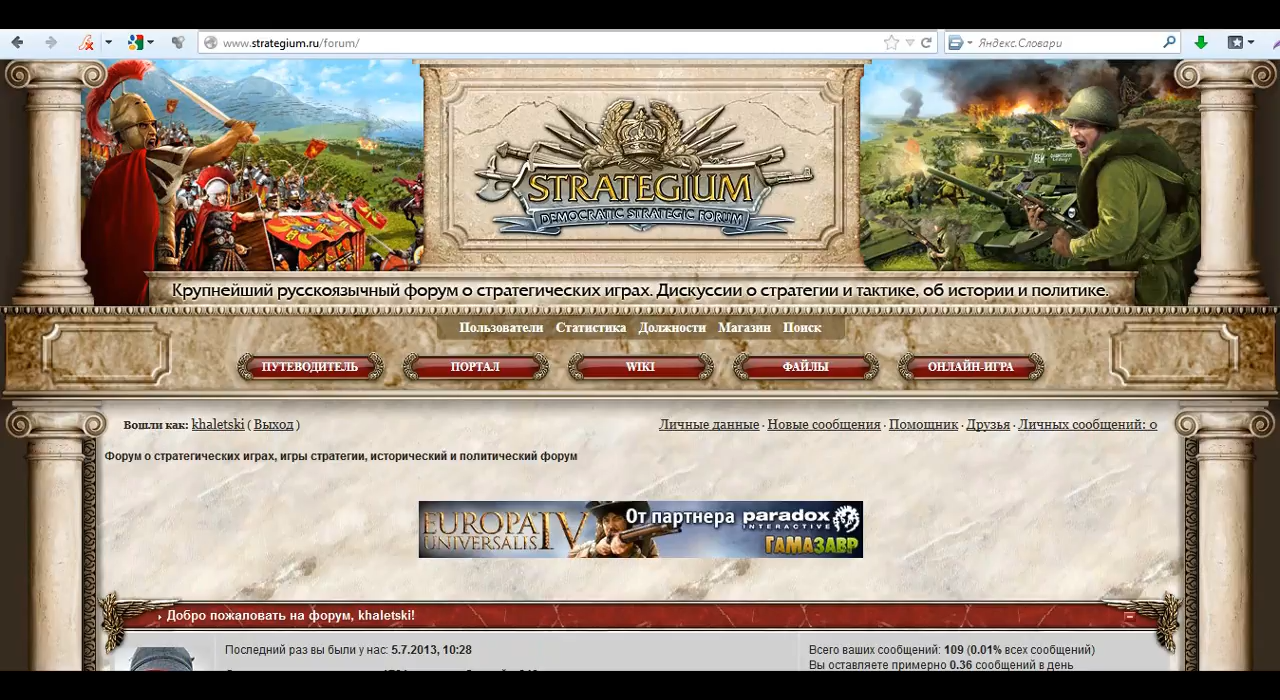 www.strategium.ru/forum/
Яндекс.Словари
STRATEGIUM
DEMOCRATIC STRATEGIC FORUM
Крупнейший русскоязычный форум о стратегических играх. Дискуссии о стратегии и тактике, об истории и политике.
Пользователи Статистика Должности Магазин Поиск
ПУТЕВОДИТЕЛЬ ПОРТАЛ WIKI ФАЙЛЫ ОНЛАЙН-ИГРА
Вошли как: khaletski ( Выход ) Личные данные · Новые сообщения · Помощник · Друзья · Личных сообщений: 0
Форум о стратегических играх, игры стратегии, исторический и политический форум
EUROPA UNIVERSALIS IV От партнера paradox INTERACTIVE ГАМАЗАВР
Добро пожаловать на форум, khaletski!
Последний раз вы были у нас: 5.7.2013, 10:28 Всего ваших сообщений: 109 (0.01% всех сообщений)
Вы оставляете примерно 0.36 сообщений в день